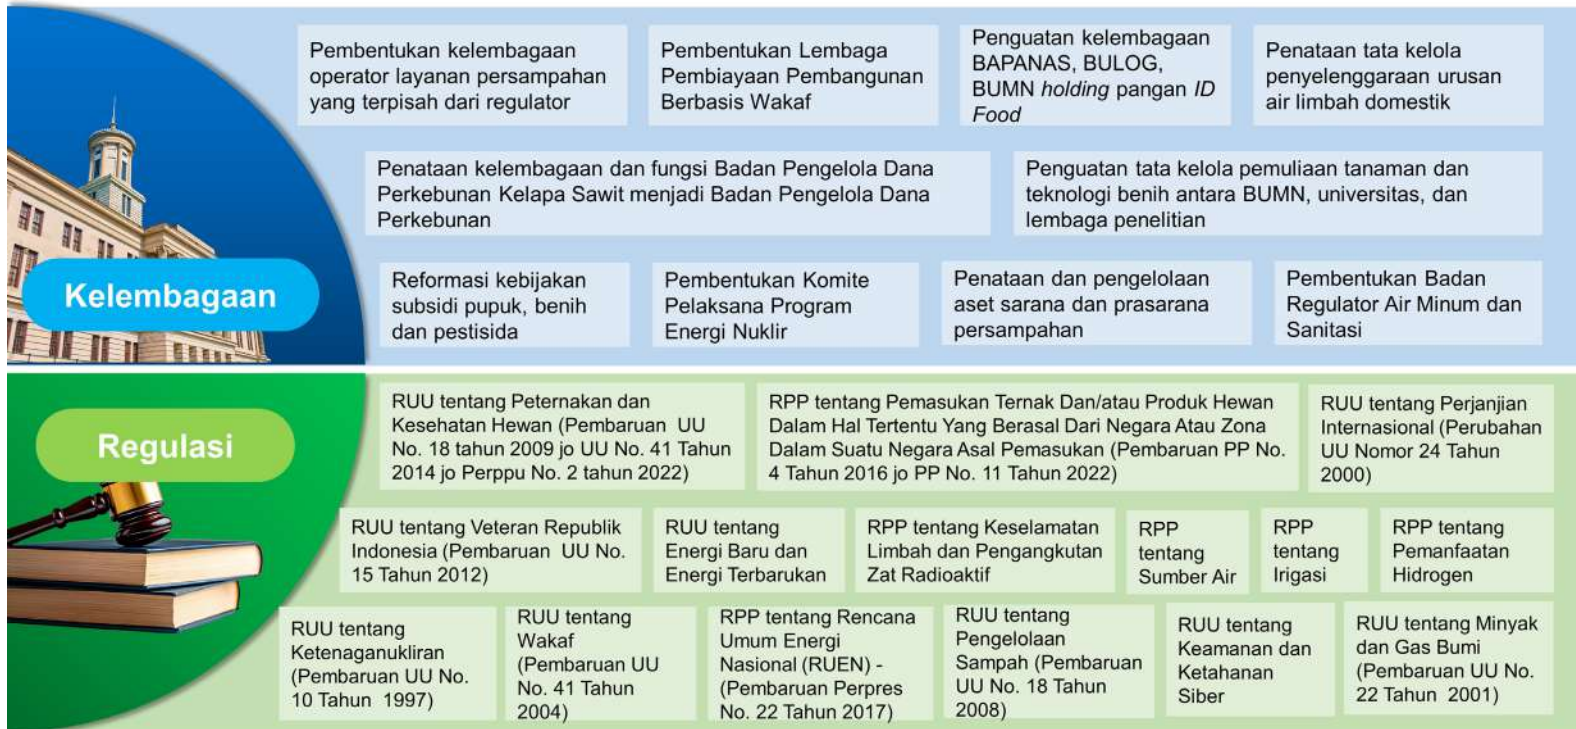 Pembentukan kelembagaan
operator layanan persampahan
yang terpisah dari regulator
Pembentukan Lembaga
Pembiayaan Pembangunan
Berbasis Wakaf
Penguatan kelembagaan
BAPANAS, BULOG,
BUMN holding pangan ID
Food
Penataan tata kelola
penyelenggaraan urusan
air limbah domestik
Penataan kelembagaan dan fungsi Badan Pengelola Dana
Perkebunan Kelapa Sawit menjadi Badan Pengelola Dana
Perkebunan
Penguatan tata kelola pemuliaan tanaman dan
teknologi benih antara BUMN, universitas, dan
lembaga penelitian
Kelembagaan
Reformasi kebijakan
subsidi pupuk, benih
dan pestisida
Pembentukan Komite
Pelaksana Program
Energi Nuklir
Penataan dan pengelolaan
aset sarana dan prasarana
persampahan
Pembentukan Badan
Regulator Air Minum dan
Sanitasi
Regulasi
RUU tentang Peternakan dan
Kesehatan Hewan (Pembaruan UU
No. 18 tahun 2009 jo UU No. 41 Tahun
2014 jo Perppu No. 2 tahun 2022)
RPP tentang Pemasukan Ternak Dan/atau Produk Hewan
Dalam Hal Tertentu Yang Berasal Dari Negara Atau Zona
Dalam Suatu Negara Asal Pemasukan (Pembaruan PP No.
4 Tahun 2016 jo PP No. 11 Tahun 2022)
RUU tentang Perjanjian
Internasional (Perubahan
UU Nomor 24 Tahun
2000)
RUU tentang Veteran Republik
Indonesia (Pembaruan UU No.
15 Tahun 2012)
RUU tentang
Energi Baru dan
Energi Terbarukan
RPP tentang Keselamatan
Limbah dan Pengangkutan
Zat Radioaktif
RPP
tentang
Sumber Air
RPP
tentang
Irigasi
RPP tentang
Pemanfaatan
Hidrogen
RUU tentang
Ketenaganukliran
(Pembaruan UU No.
10 Tahun 1997)
RUU tentang
Wakaf
(Pembaruan UU
No. 41 Tahun
2004)
RPP tentang Rencana
Umum Energi
Nasional (RUEN) -
(Pembaruan Perpres
No. 22 Tahun 2017)
RUU tentang
Pengelolaan
Sampah (Pembaruan
UU No. 18 Tahun
2008)
RUU tentang
Keamanan dan
Ketahanan
Siber
RUU tentang Minyak
dan Gas Bumi
(Pembaruan UU No.
22 Tahun 2001)